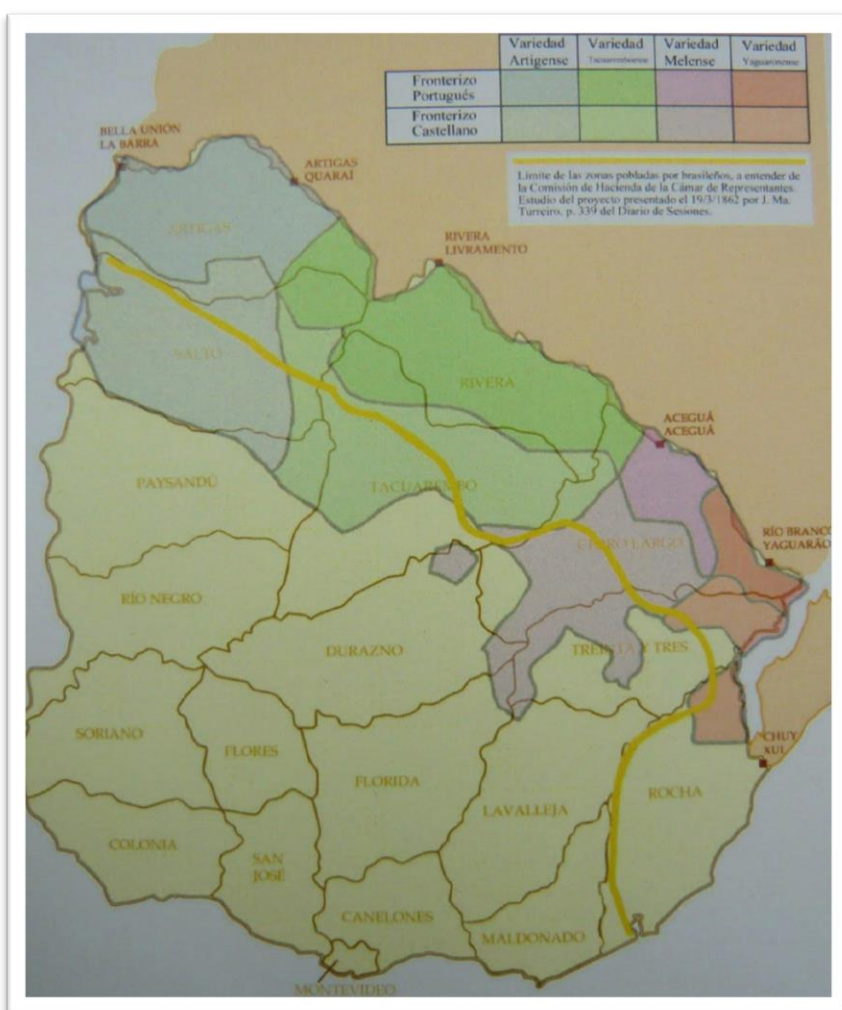 Variedad Artigense
Variedad Tacuaremboense
Variedad Melense
Variedad Yaguaronense
Fronterizo
Portugués
Fronterizo
Castellano
Límite de las zonas pobladas por brasileños, a entender de
la Comisión de Hacienda de la Cámar de Representantes.
Estudio del proyecto presentado el 19/3/1862 por J. Ma.
Turreiro, p. 339 del Diario de Sesiones.
BELLA UNIÓN
LA BARRA
ARTIGAS
QUARAÍ
ARTIGAS
RIVERA
LIVRAMENTO
SALTO
RIVERA
ACEGUÁ
ACEGUÁ
PAYSANDÚ
TACUAREMBÓ
RÍO BRANCO
YAGUARÃO
CERRO LARGO
RÍO NEGRO
DURAZNO
TREINTA Y TRES
SORIANO
FLORES
CHUY
XUI
FLORIDA
LAVALLEJA
ROCHA
COLONIA
SAN
JOSÉ
CANELONES
MALDONADO
MONTEVIDEO